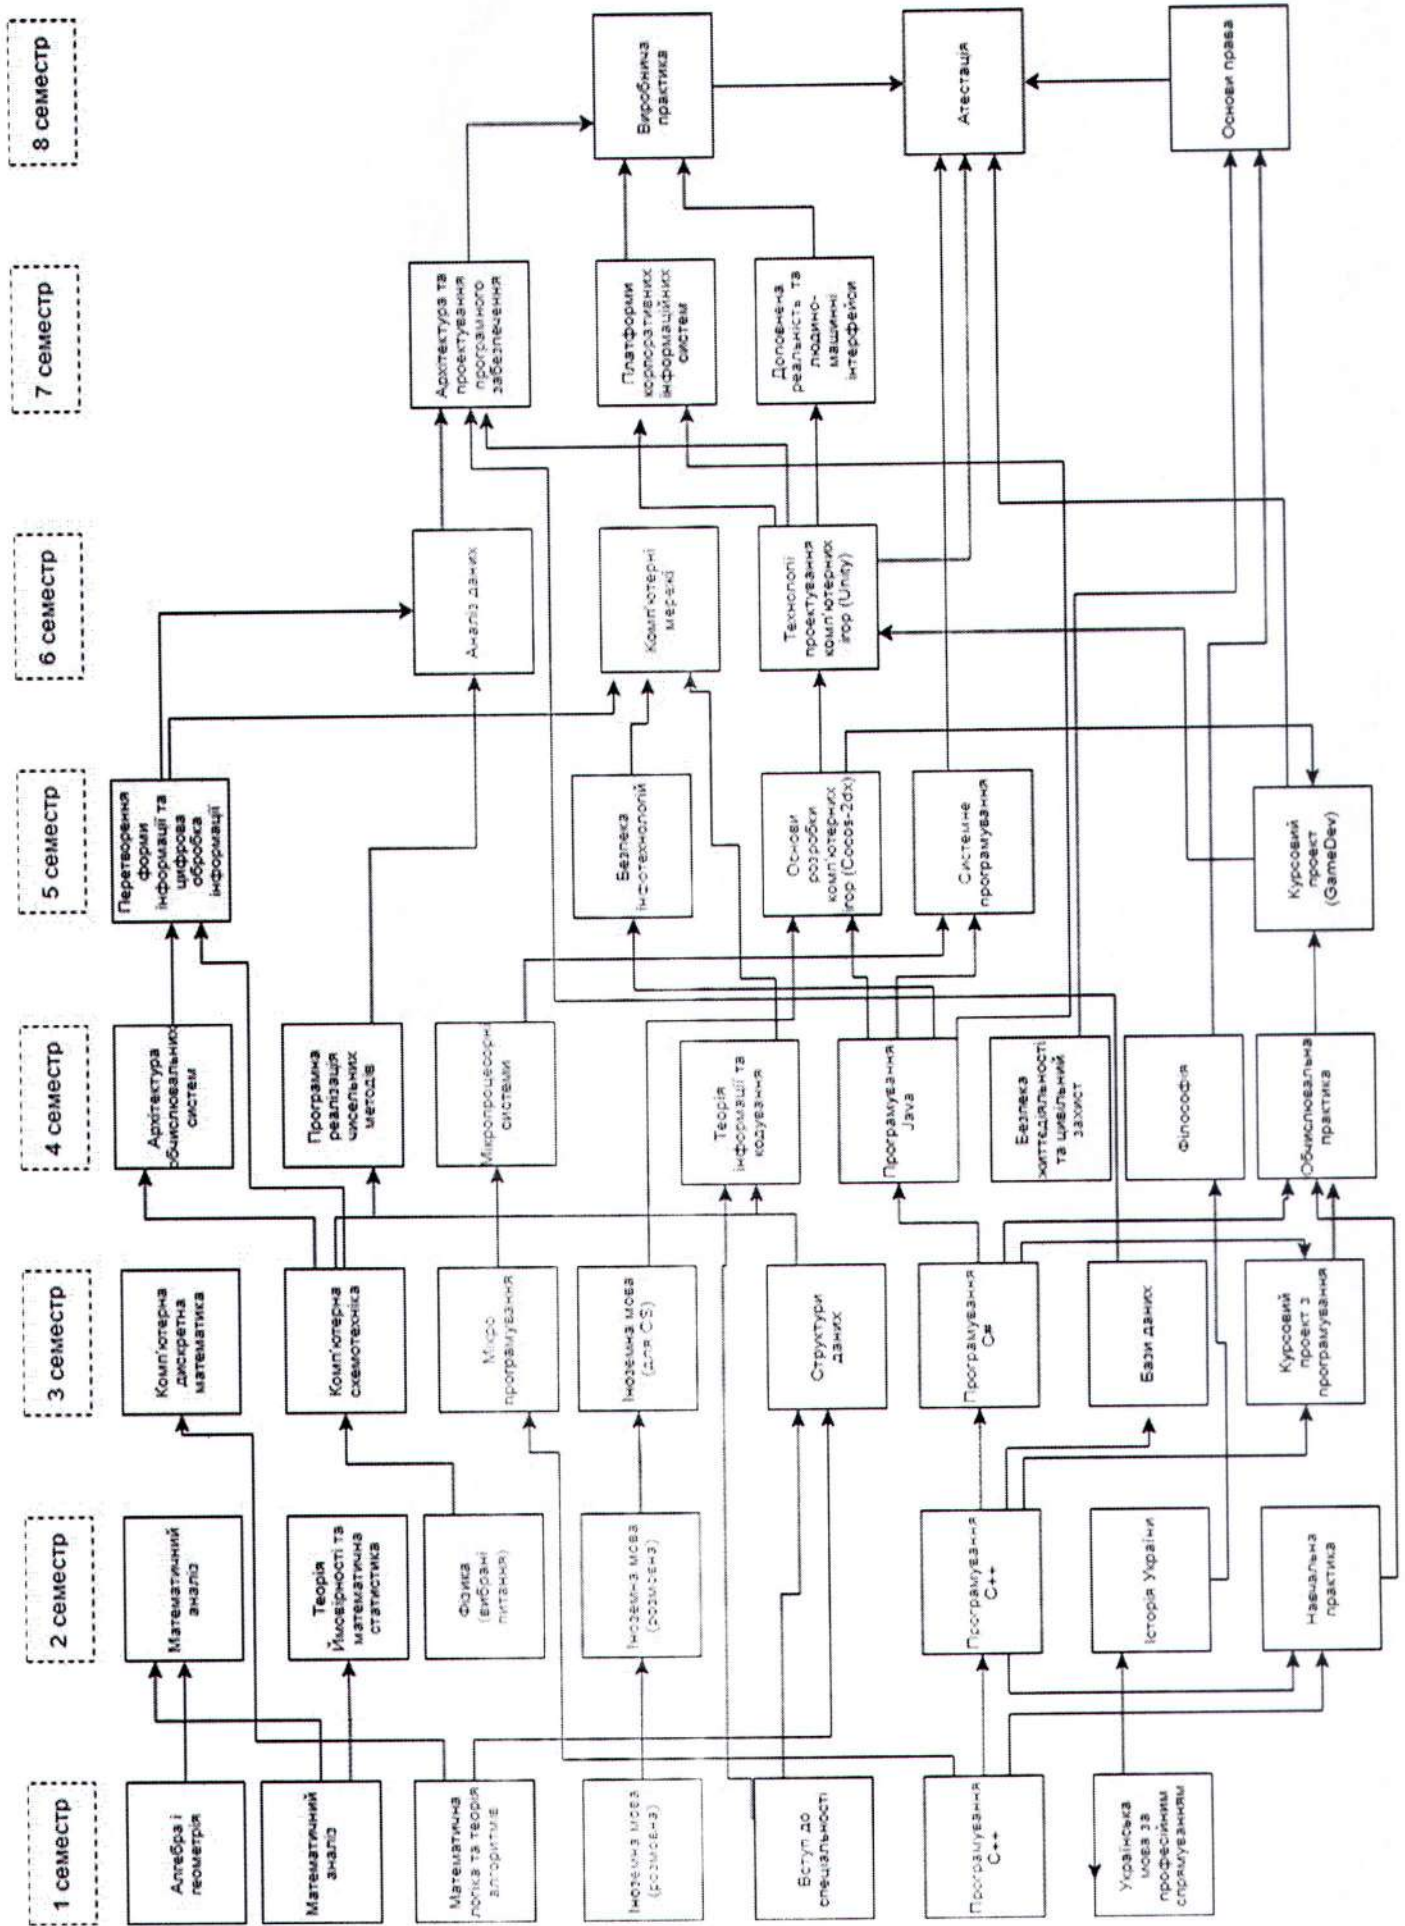 1 семестр
2 семестр
3 семестр
4 семестр
5 семестр
6 семестр
7 семестр
8 семестр
Алгебра і
геометрія
Математичний
аналіз
Математична
логіка та теорія
алгоритмів
Іноземна мова
(розмовна)
Вступ до
спеціальності
Програмування
C++
Українська
мова за
професійним
спрямуванням
Математичний
аналіз
Теорія
Ймовірності та
математична
статистика
Фізика
(вибрані
питання)
Іноземна мова
(розмовна)
Програмування
C++
Історія України
Навчальна
практика
Комп'ютерна
дискретна
математика
Комп'ютерна
схемотехніка
Мікро
програмування
Іноземна мова
(для CS)
Структури
даних
Програмування
C#
Бази даних
Курсовий
проект з
програмування
Архітектура
обчислювальних
систем
Програмна
реалізація
чисельних
методів
Мікропроцесорні
системи
Теорія
інформації та
кодування
Програмування
Java
Безпека
життєдіяльності
та цивільний
захист
Філософія
Обчислювальна
практика
Перетворення
форми
інформації та
цифрова
обробка
інформації
Безпека
інфотехнологій
Основи
розробки
комп'ютерних
ігор (Cocos-2dx)
Системне
програмування
Курсовий
проект
(GameDev)
Аналіз даних
Комп'ютерні
мережі
Технології
проектування
комп'ютерних
ігор (Unity)
Архітектура та
проектування
програмного
забезпечення
Платформи
корпоративних
інформаційних
систем
Доповнена
реальність та
людино-
машинні
інтерфейси
Виробнича
практика
Атестація
Основи права